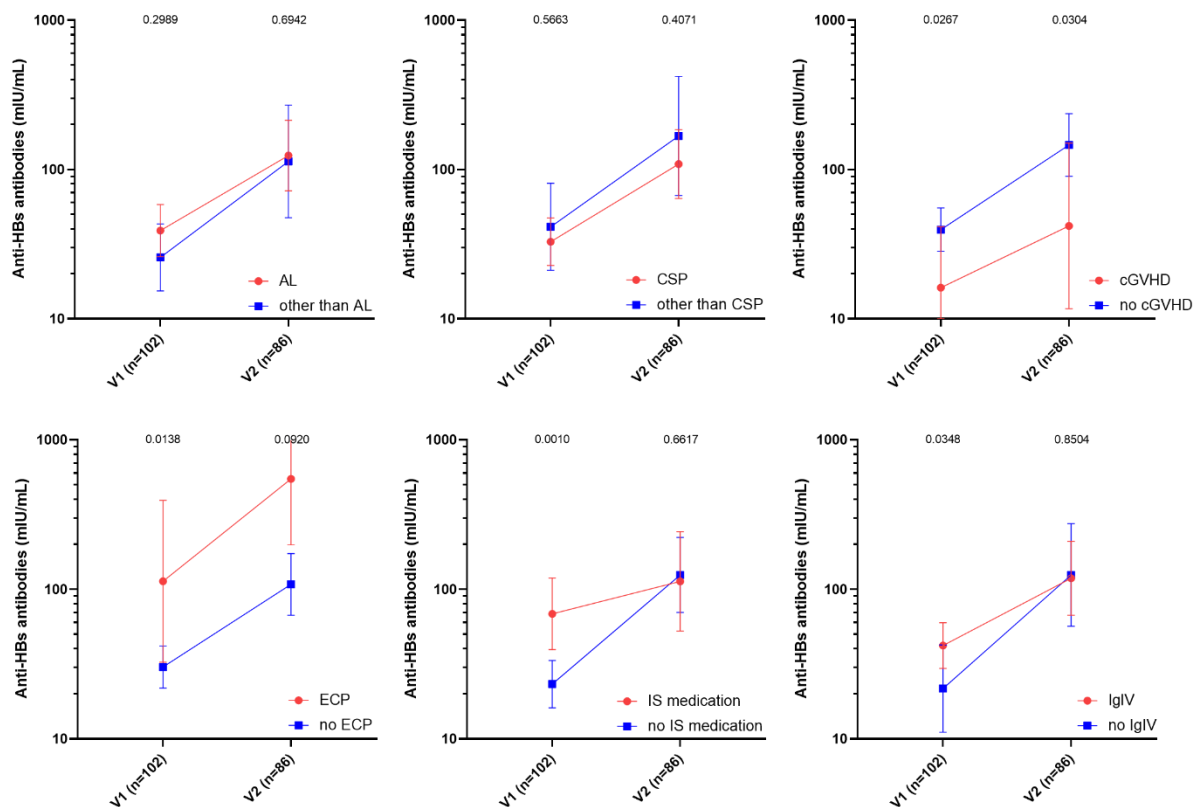 0.2989 0.6942
1000
100
10
Anti-HBs antibodies (mIU/mL)
AL
other than AL
V1 (n=102)
V2 (n=86)
0.5663 0.4071
1000
100
10
Anti-HBs antibodies (mIU/mL)
CSP
other than CSP
V1 (n=102)
V2 (n=86)
0.0267 0.0304
1000
100
10
Anti-HBs antibodies (mIU/mL)
cGVHD
no cGVHD
V1 (n=102)
V2 (n=86)
0.0138 0.0920
1000
100
10
Anti-HBs antibodies (mIU/mL)
ECP
no ECP
V1 (n=102)
V2 (n=86)
0.0010 0.6617
1000
100
10
Anti-HBs antibodies (mIU/mL)
IS medication
no IS medication
V1 (n=102)
V2 (n=86)
0.0348 0.8504
1000
100
10
Anti-HBs antibodies (mIU/mL)
IgIV
no IgIV
V1 (n=102)
V2 (n=86)